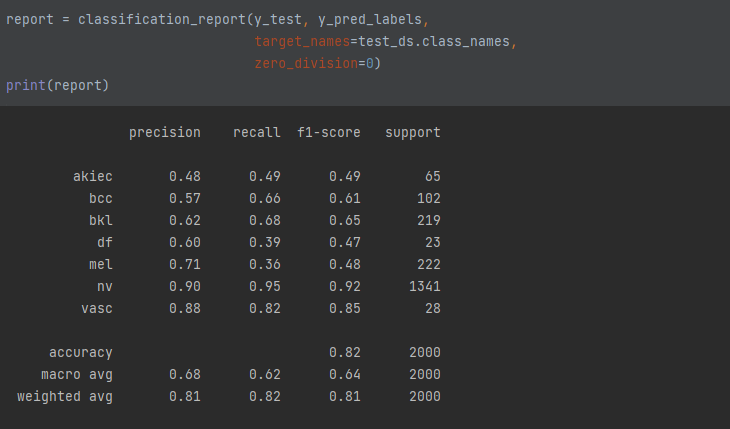 report = classification_report(y_test, y_pred_labels,
target_names=test_ds.class_names,
zero_division=0)
print(report)
precision recall f1-score support
akiec 0.48 0.49 0.49 65
bcc 0.57 0.66 0.61 102
bkl 0.62 0.68 0.65 219
df 0.60 0.39 0.47 23
mel 0.71 0.36 0.48 222
nv 0.90 0.95 0.92 1341
vasc 0.88 0.82 0.85 28
accuracy 0.82 2000
macro avg 0.68 0.62 0.64 2000
weighted avg 0.81 0.82 0.81 2000